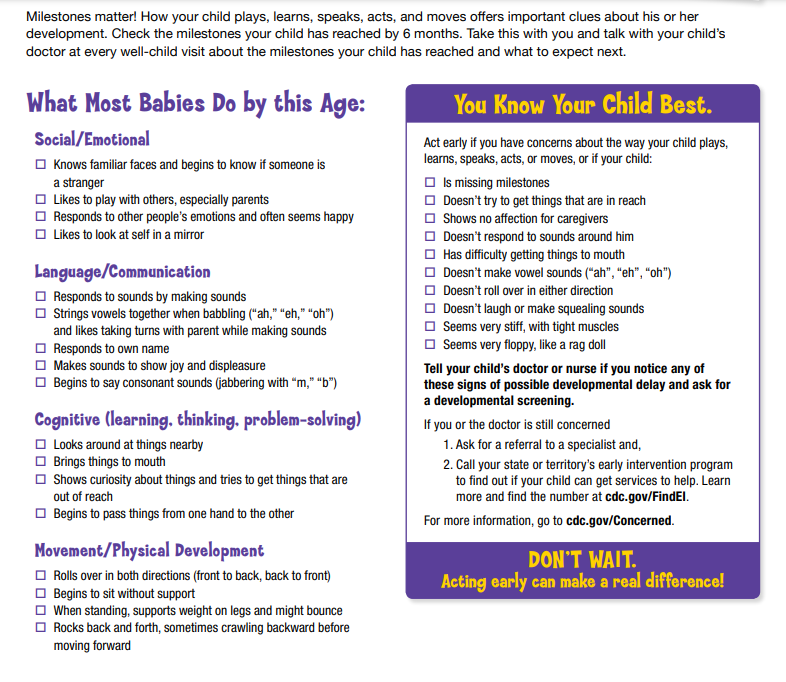 Milestones matter! How your child plays, learns, speaks, acts, and moves offers important clues about his or her
development. Check the milestones your child has reached by 6 months. Take this with you and talk with your child's
doctor at every well-child visit about the milestones your child has reached and what to expect next.
What Most Babies Do by this Age:
Social/Emotional
Knows familiar faces and begins to know if someone is
a stranger
Likes to play with others, especially parents
Responds to other people's emotions and often seems happy
Likes to look at self in a mirror
Language/Communication
Responds to sounds by making sounds
Strings vowels together when babbling (“ah,” “eh,” “oh”)
and likes taking turns with parent while making sounds
Responds to own name
Makes sounds to show joy and displeasure
Begins to say consonant sounds (jabbering with “m,” “b”)
Cognitive (learning, thinking, problem-solving)
Looks around at things nearby
Brings things to mouth
Shows curiosity about things and tries to get things that are
out of reach
Begins to pass things from one hand to the other
Movement/Physical Development
Rolls over in both directions (front to back, back to front)
Begins to sit without support
When standing, supports weight on legs and might bounce
Rocks back and forth, sometimes crawling backward before
moving forward
You Know Your Child Best.
Act early if you have concerns about the way your child plays,
learns, speaks, acts, or moves, or if your child:
Is missing milestones
Doesn't try to get things that are in reach
Shows no affection for caregivers
Doesn't respond to sounds around him
Has difficulty getting things to mouth
Doesn't make vowel sounds (“ah”, “eh”, “oh”)
Doesn't roll over in either direction
Doesn't laugh or make squealing sounds
Seems very stiff, with tight muscles
Seems very floppy, like a rag doll
Tell your child's doctor or nurse if you notice any of
these signs of possible developmental delay and ask for
a developmental screening.
If you or the doctor is still concerned
1. Ask for a referral to a specialist and,
2. Call your state or territory's early intervention program
to find out if your child can get services to help. Learn
more and find the number at cdc.gov/FindEI.
For more information, go to cdc.gov/Concerned.
DON'T WAIT.
Acting early can make a real difference!